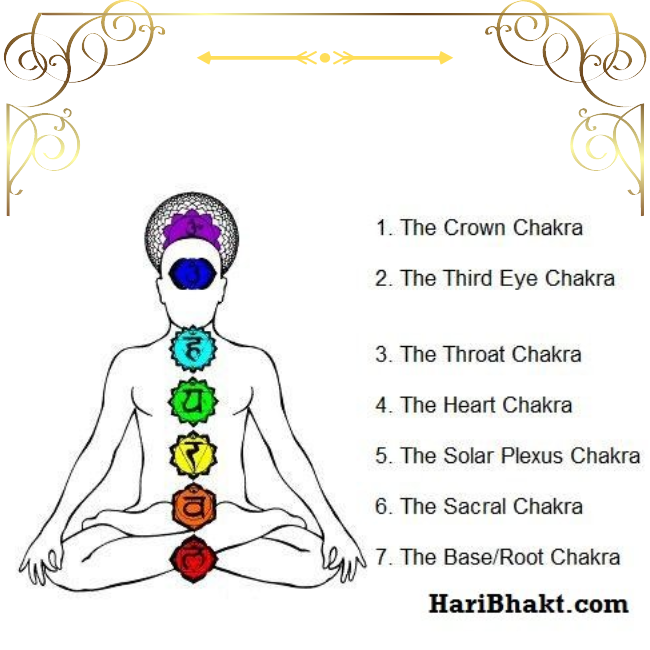 ॐ
1. The Crown Chakra
ॐ
2. The Third Eye Chakra
हं
3. The Throat Chakra
यं
4. The Heart Chakra
रं
5. The Solar Plexus Chakra
वं
6. The Sacral Chakra
लं
7. The Base/Root Chakra
HariBhakt.com